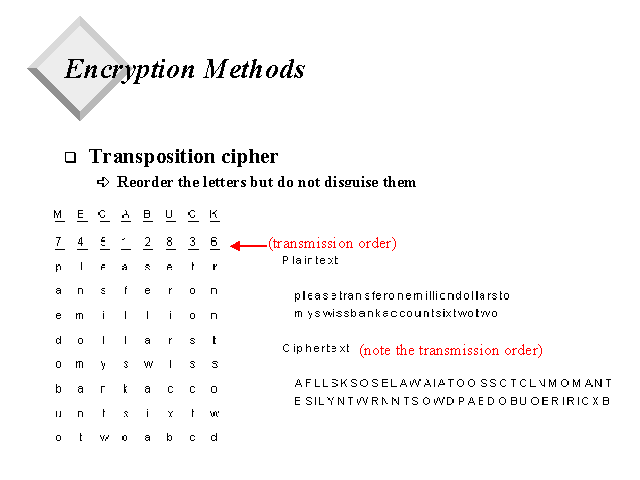 Encryption Methods
Transposition cipher
Reorder the letters but do not disguise them
M E G A B U C K
7 4 5 1 2 8 3 6
(transmission order)
p l e a s e t r
Plaintext
a n s f e r o n
pleasetransferonemilliondollarsto
e m i l l i o n
myswissbankaccountsixtwotwo
d o l l a r s t
Ciphertext (note the transmission order)
o m y s w i s s
b a n k a c c o
AFLLSKSOSELAWAIATOOSSCTCLNMOMANT
u n t s i x t w
ESILYNTWRNNTSOWDPAEDOBUOERIRICXB
o t w o a b c d